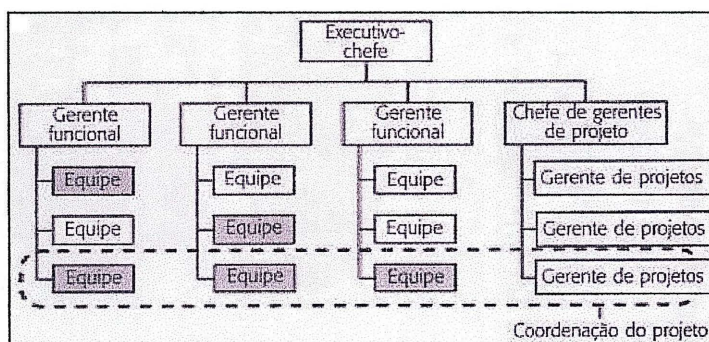 Executivo-
chefe
Gerente
funcional
Gerente
funcional
Gerente
funcional
Chefe de gerentes
de projeto
Equipe
Equipe
Equipe
Gerente de projetos
Equipe
Equipe
Equipe
Gerente de projetos
Equipe
Equipe
Equipe
Gerente de projetos
Coordenação do projeto